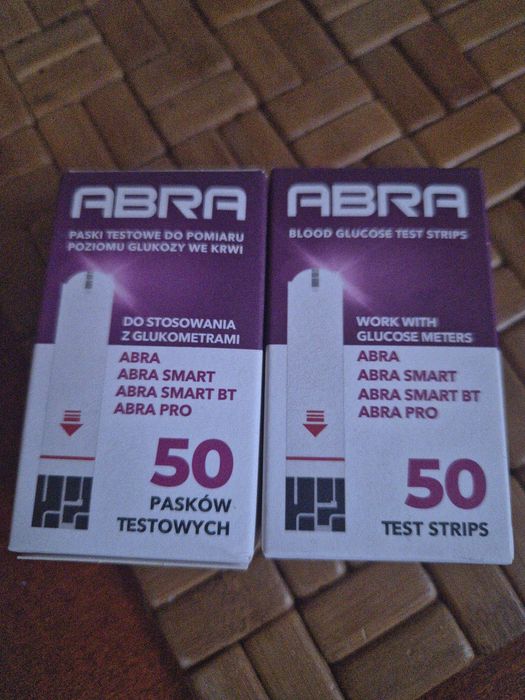 ABRA
PASKI TESTOWE DO POMIARU
POZIOMU GLUKOZY WE KRWI
DO STOSOWANIA
Z GLUKOMETRAMI
ABRA
ABRA SMART
ABRA SMART BT
ABRA PRO
50
PASKÓW
TESTOWYCH
ABRA
BLOOD GLUCOSE TEST STRIPS
WORK WITH
GLUCOSE METERS
ABRA
ABRA SMART
ABRA SMART BT
ABRA PRO
50
TEST STRIPS